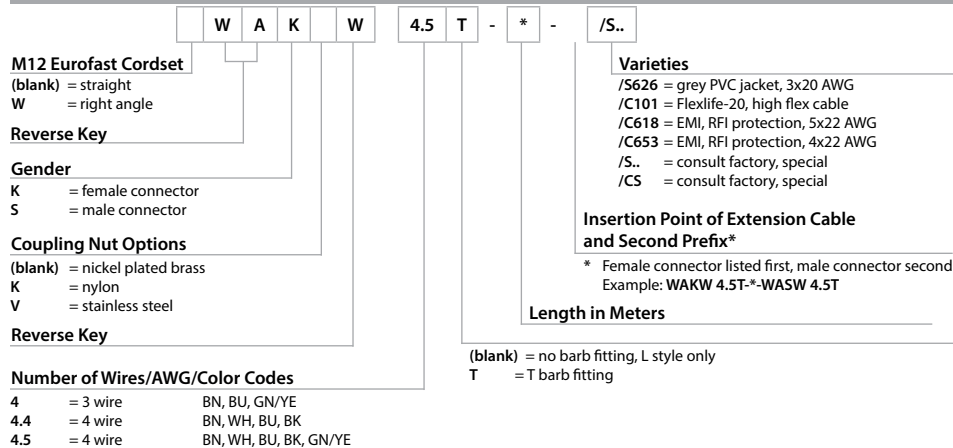 W A K W 4.5 T - * - /S..
M12 Eurofast Cordset
(blank) = straight
W = right angle
Reverse Key
Gender
K = female connector
S = male connector
Coupling Nut Options
(blank) = nickel plated brass
K = nylon
V = stainless steel
Reverse Key
Number of Wires/AWG/Color Codes
4 = 3 wire BN, BU, GN/YE
4.4 = 4 wire BN, WH, BU, BK
4.5 = 4 wire BN, WH, BU, BK, GN/YE
Varieties
/S626 = grey PVC jacket, 3x20 AWG
/C101 = Flexlife-20, high flex cable
/C618 = EMI, RFI protection, 5x22 AWG
/C653 = EMI, RFI protection, 4x22 AWG
/S.. = consult factory, special
/CS = consult factory, special
Insertion Point of Extension Cable
and Second Prefix*
* Female connector listed first, male connector second
Example: WAKW 4.5T-*-WASW 4.5T
Length in Meters
(blank) = no barb fitting, L style only
T = T barb fitting